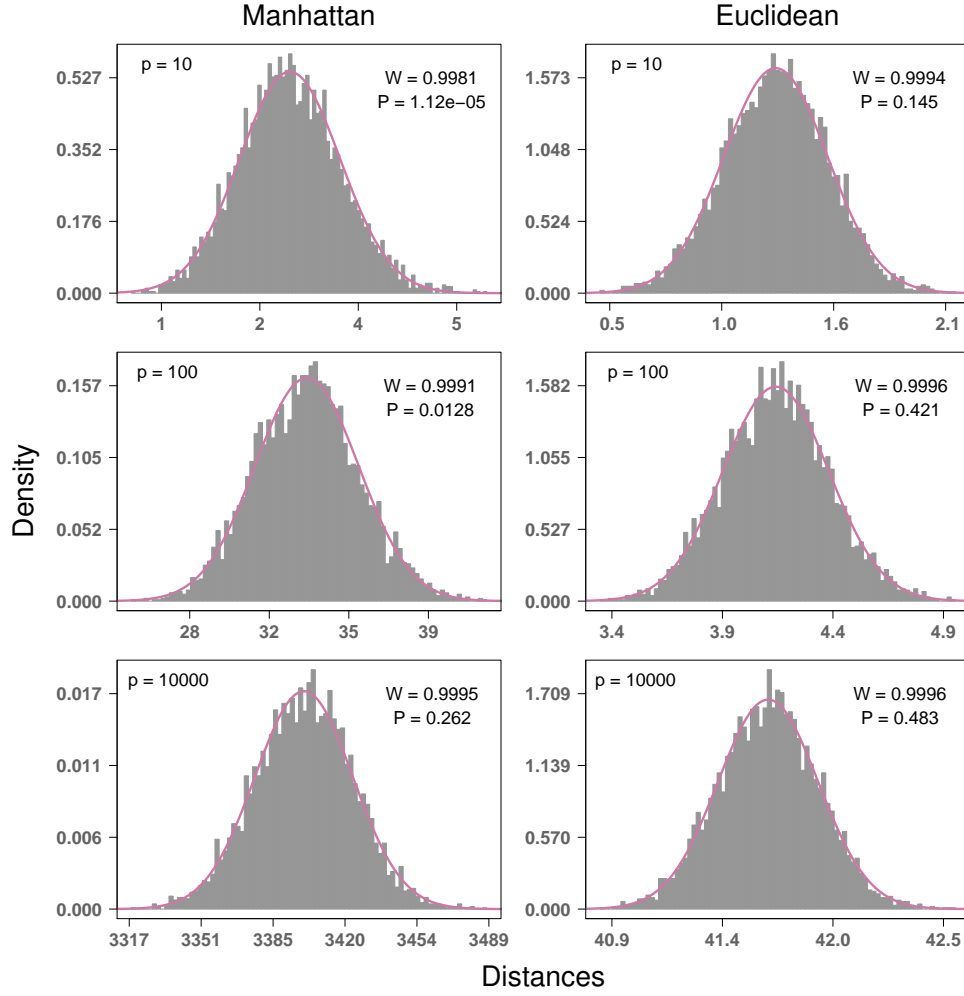 Manhattan
Euclidean
p = 10
W = 0.9981
P = 1.12e−05
0.527
0.352
0.176
0.000
1 2 4 5
p = 10
W = 0.9994
P = 0.145
1.573
1.048
0.524
0.000
0.5 1.0 1.6 2.1
p = 100
W = 0.9991
P = 0.0128
0.157
0.105
0.052
0.000
28 32 35 39
p = 100
W = 0.9996
P = 0.421
1.582
1.055
0.527
0.000
3.4 3.9 4.4 4.9
Density
p = 10000
W = 0.9995
P = 0.262
0.017
0.011
0.006
0.000
3317 3351 3385 3420 3454 3489
p = 10000
W = 0.9996
P = 0.483
1.709
1.139
0.570
0.000
40.9 41.4 42.0 42.5
Distances